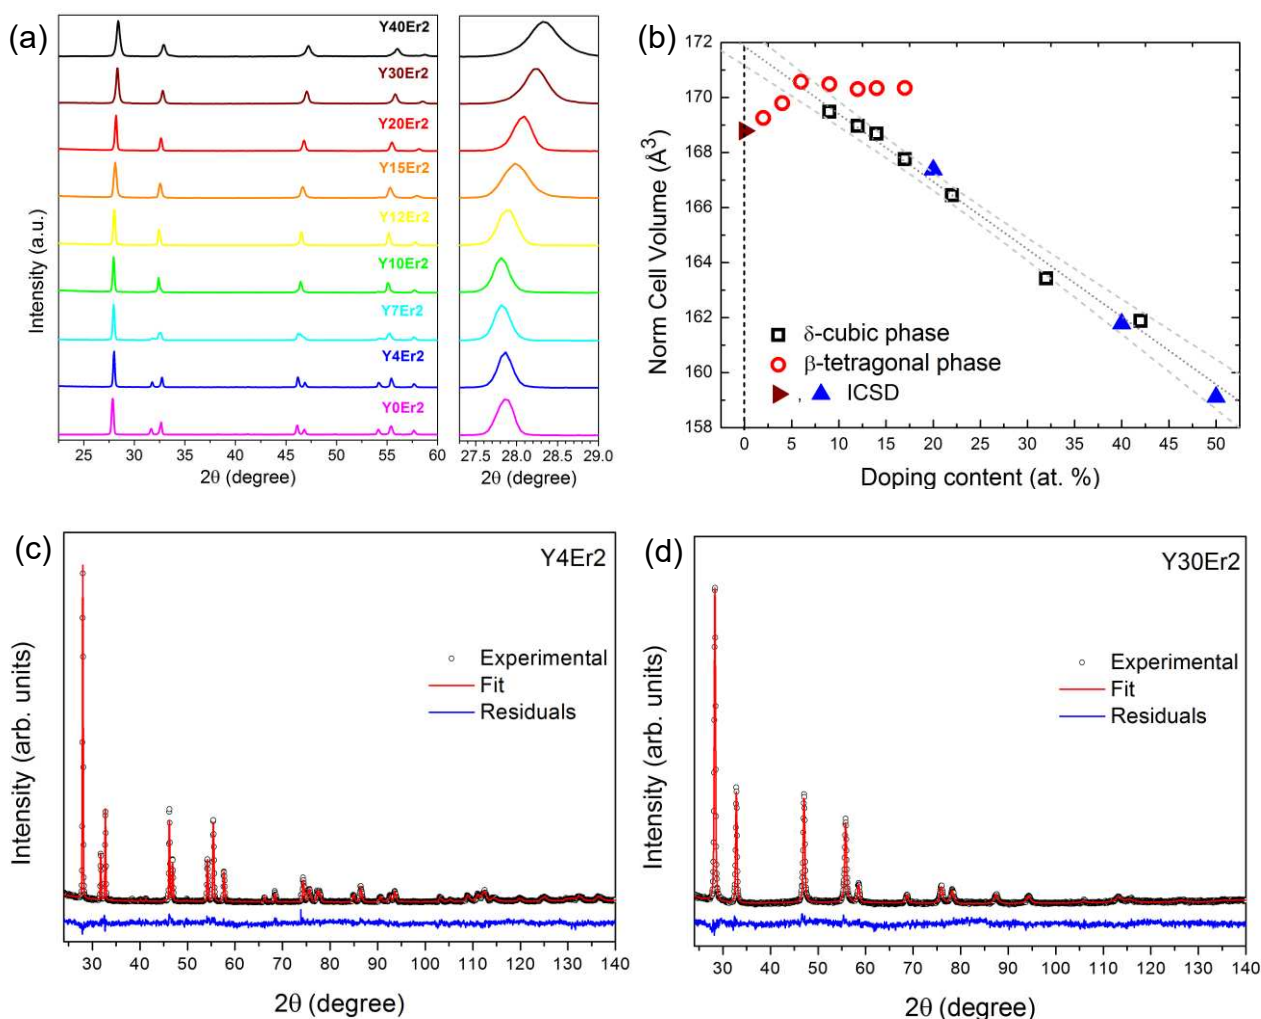 (a)
Y40Er2
Y30Er2
Y20Er2
Y15Er2
Y12Er2
Y10Er2
Y7Er2
Y4Er2
Y0Er2
Intensity (a.u.)
25 30 35 40 45 50 55 60
2θ (degree)
27.5 28.0 28.5 29.0
2θ (degree)
(b)
172
170
168
166
163
161
159
158
Norm Cell Volume (Å3)
δ-cubic phase
β-tetragonal phase
, ICSD
0 5 10 15 20 25 30 35 40 45 50
Doping content (at. %)
(c)
Y4Er2
Experimental
Fit
Residuals
Intensity (arb. units)
30 40 50 60 70 80 90 100 110 120 130 140
2θ (degree)
(d)
Y30Er2
Experimental
Fit
Residuals
Intensity (arb. units)
30 40 50 60 70 80 90 100 110 120 130 140
2θ (degree)